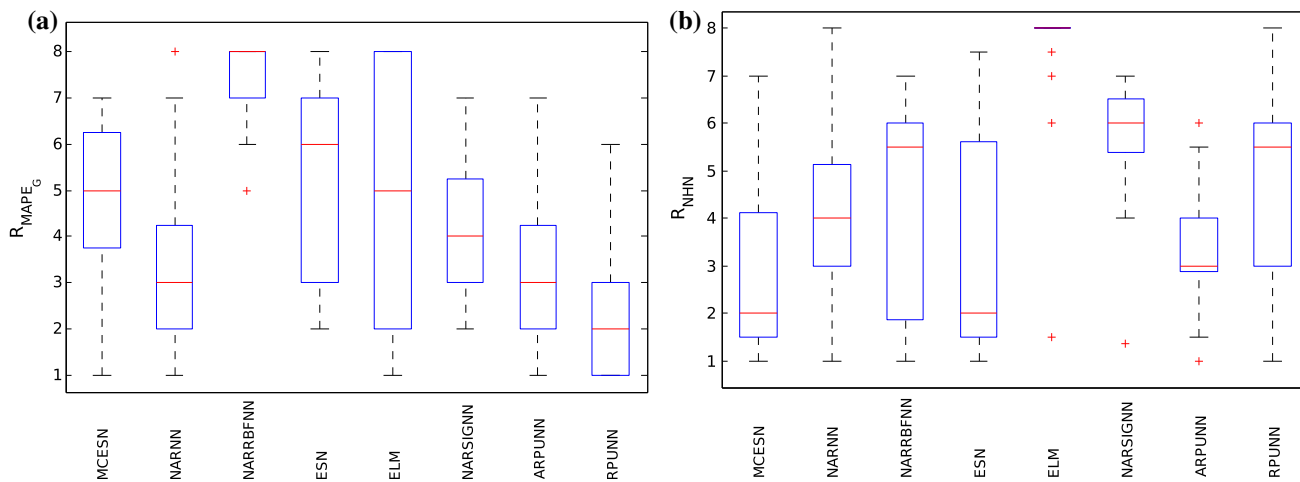 (a)
8
7
6
5
4
3
2
1
R_MAPE_G
MCESN
NARNN
NARRBFNN
ESN
ELM
NARSIGNN
ARPUNN
RPUNN
(b)
8
7
6
5
4
3
2
1
R_NHN
MCESN
NARNN
NARRBFNN
ESN
ELM
NARSIGNN
ARPUNN
RPUNN